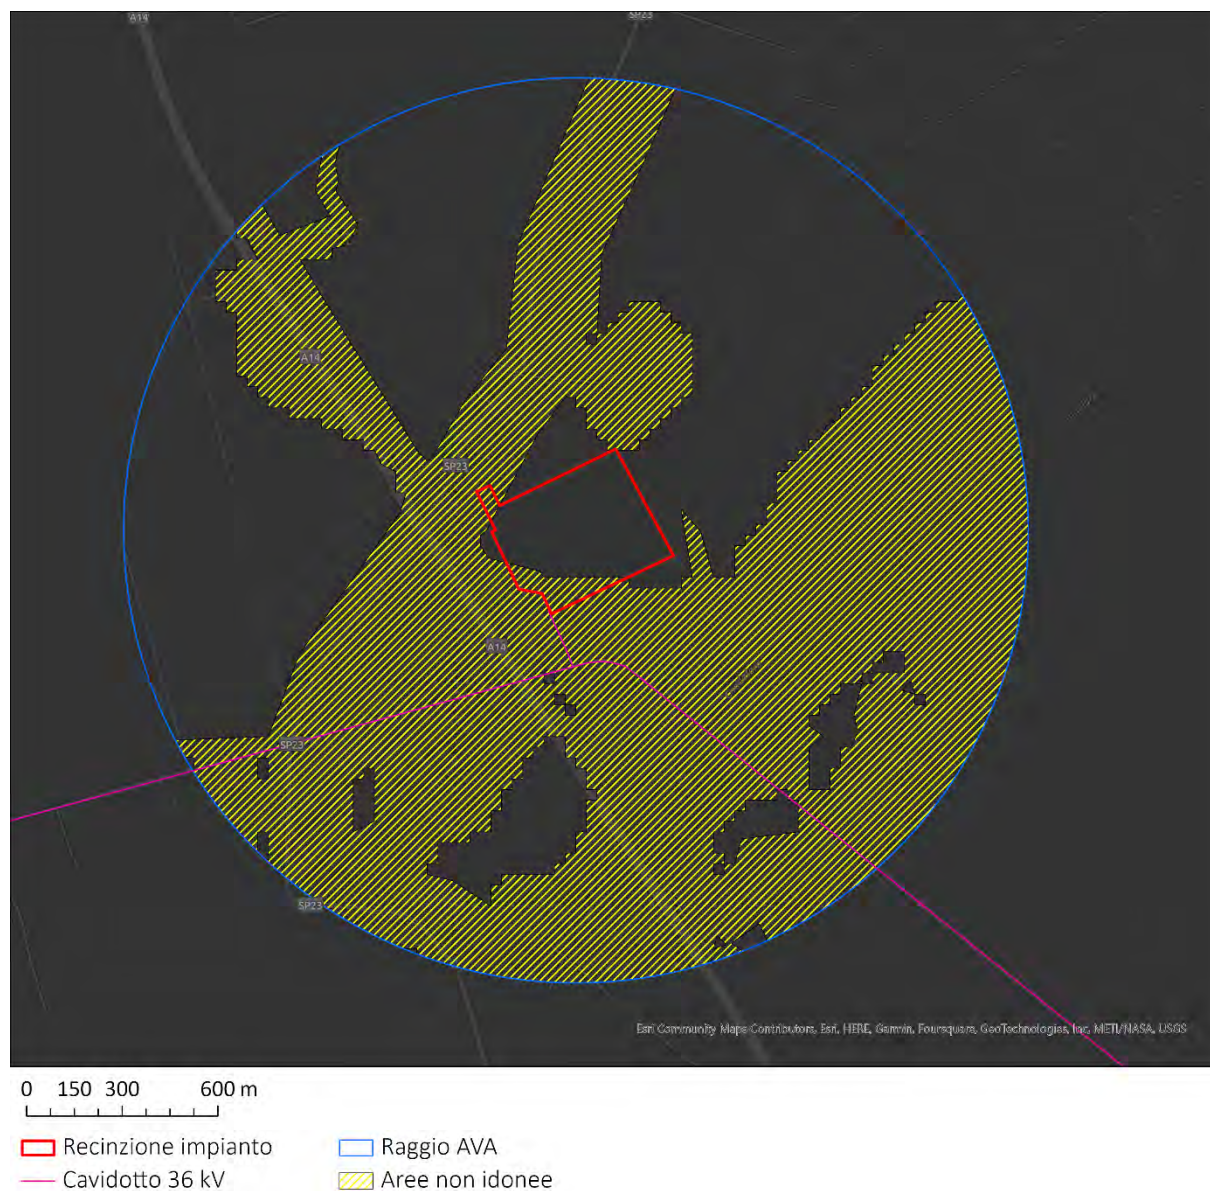 A14
SP23
A14
SP23
A14
SP23
SP23
Esri Community Maps Contributors, Esri, HERE, Garmin, Foursquare, GeoTechnologies, Inc, METI/NASA, USGS
0 150 300 600 m
Recinzione impianto
Raggio AVA
Cavidotto 36 kV
Aree non idonee